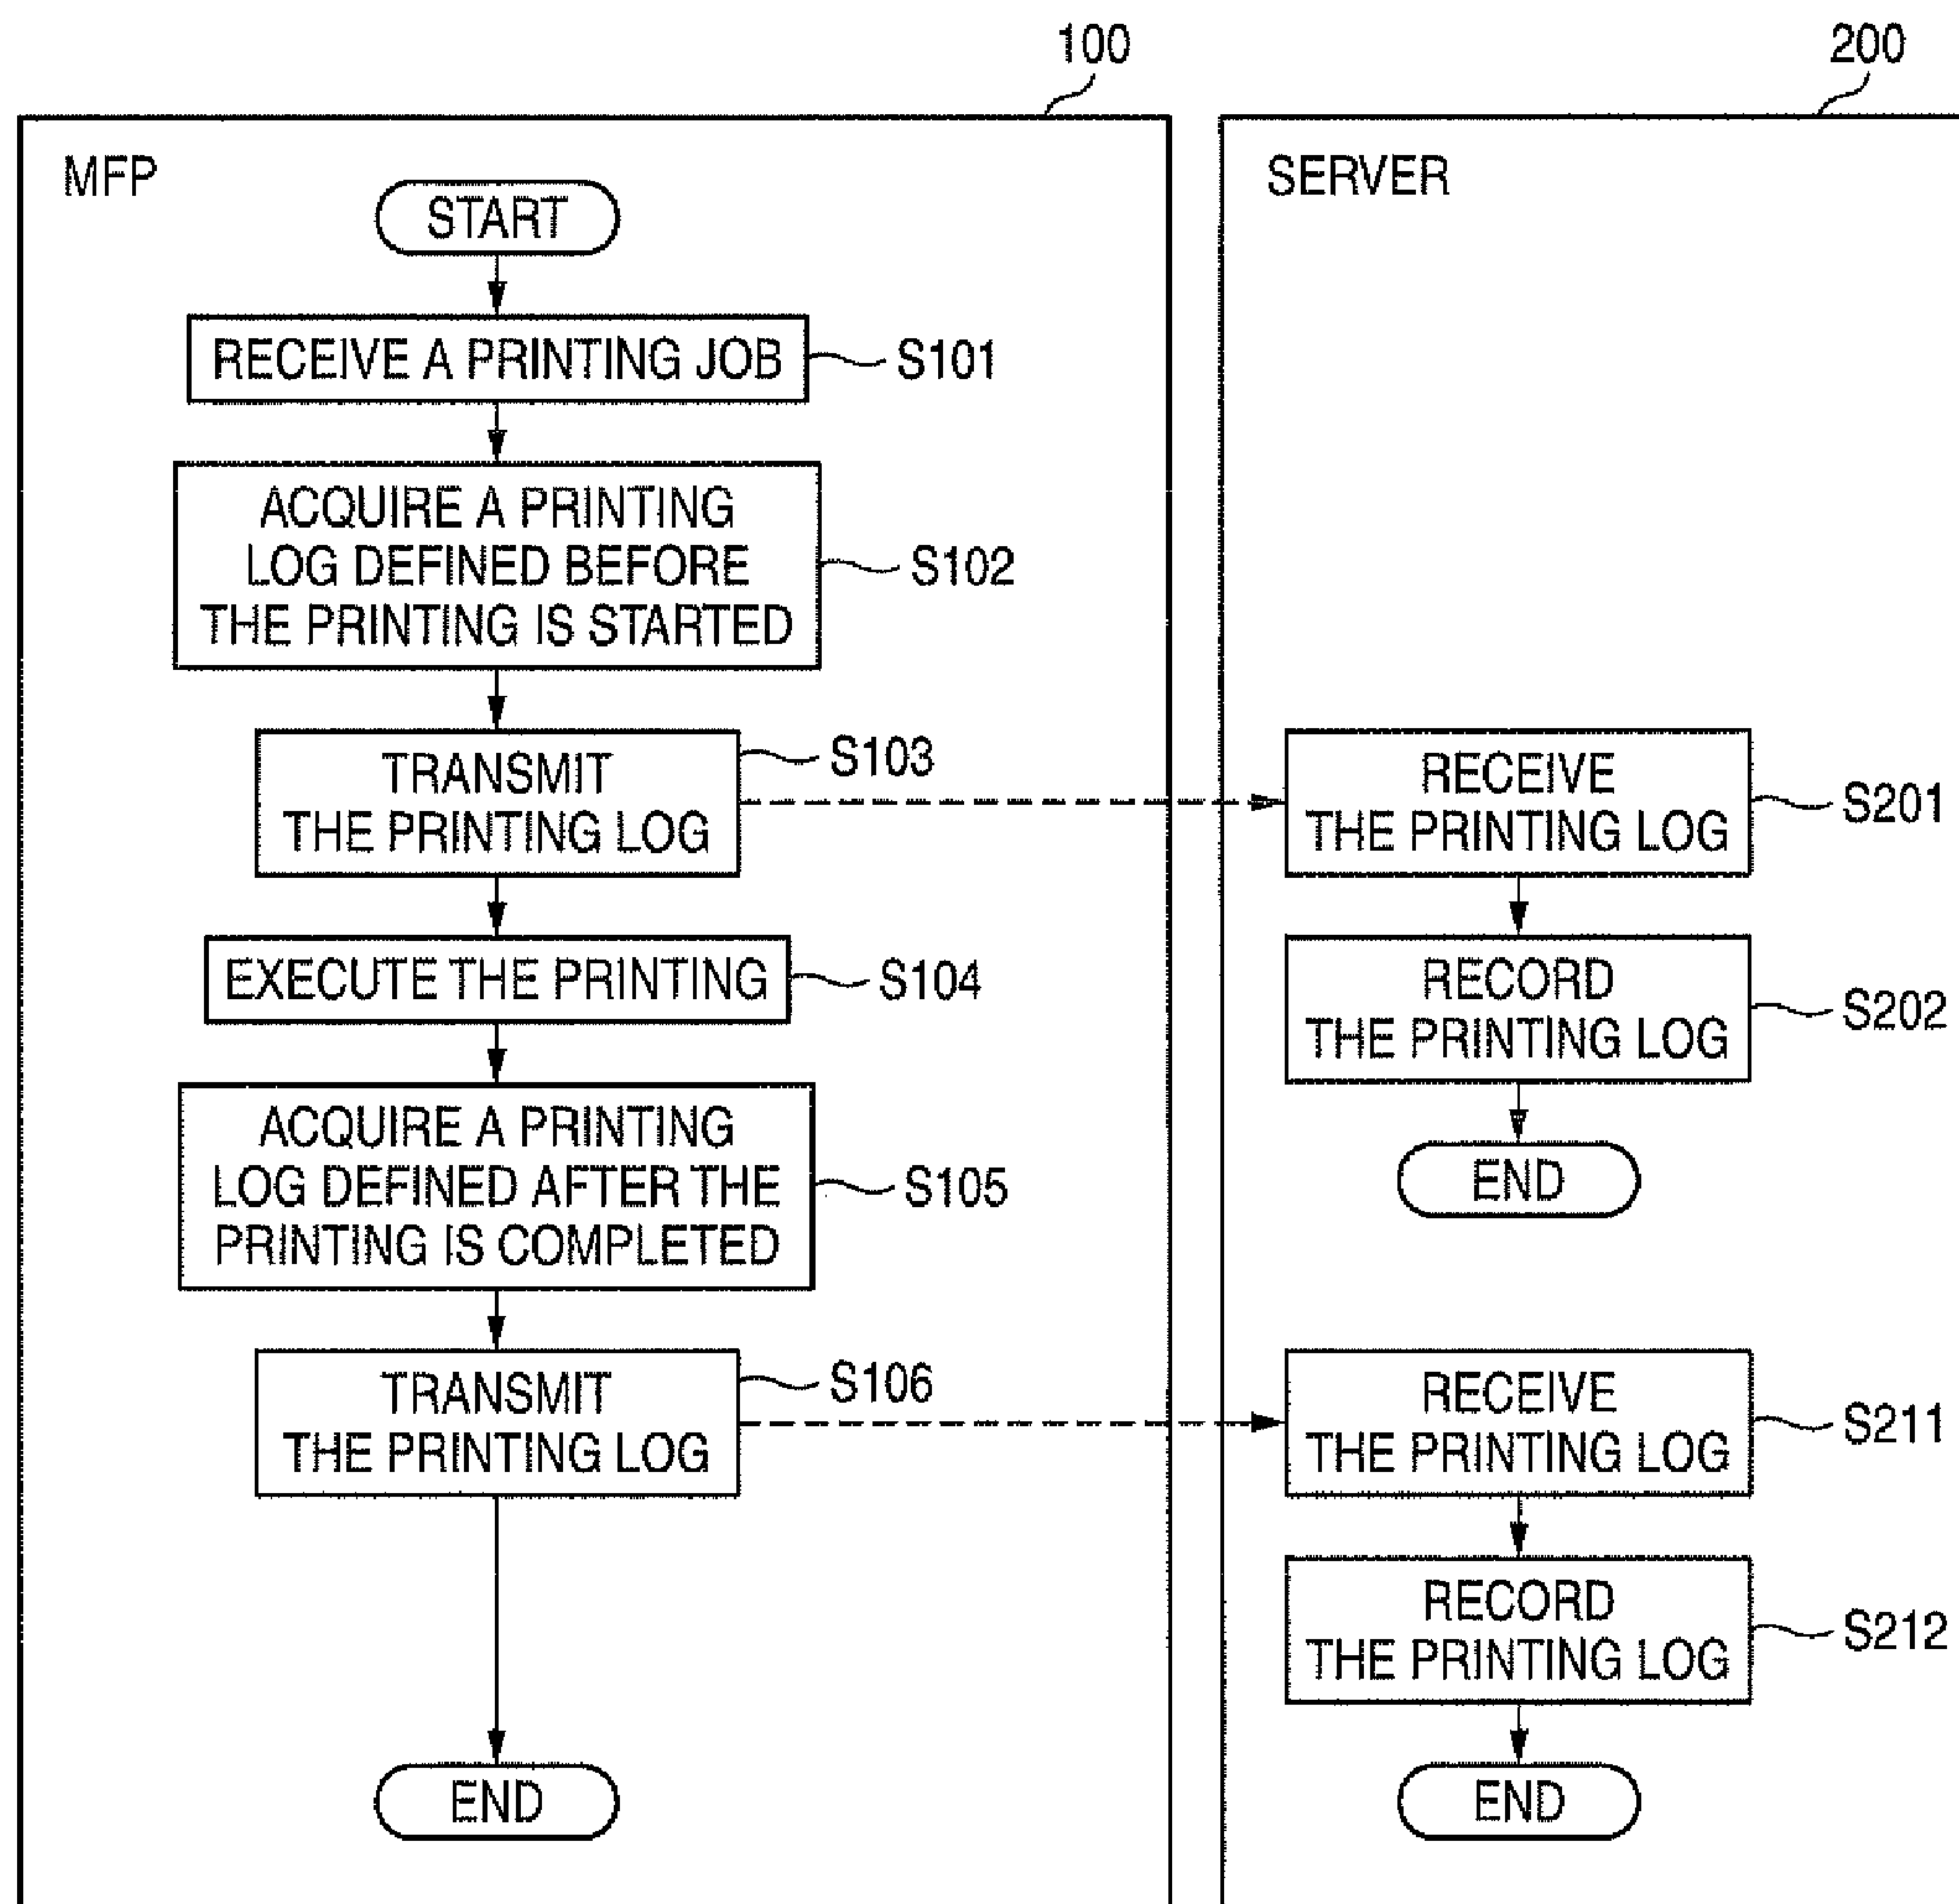 100
200
MFP
START
RECEIVE A PRINTING JOB
S101
ACQUIRE A PRINTING
LOG DEFINED BEFORE
THE PRINTING IS STARTED
S102
TRANSMIT
THE PRINTING LOG
S103
EXECUTE THE PRINTING
S104
ACQUIRE A PRINTING
LOG DEFINED AFTER THE
PRINTING IS COMPLETED
S105
TRANSMIT
THE PRINTING LOG
S106
END
SERVER
RECEIVE
THE PRINTING LOG
S201
RECORD
THE PRINTING LOG
S202
END
RECEIVE
THE PRINTING LOG
S211
RECORD
THE PRINTING LOG
S212
END